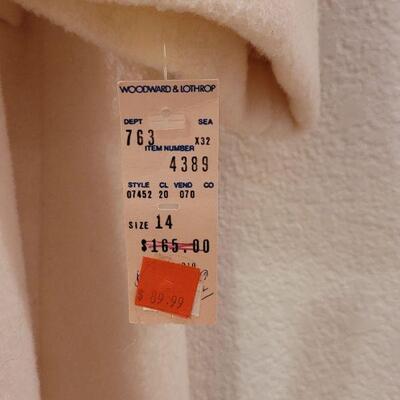 WOODWARD & LOTHROP
DEPT SEA
763 X32
ITEM NUMBER
4389
STYLE CL VEND CO
07452 20 070
SIZE 14
$165.00
$ 89.99